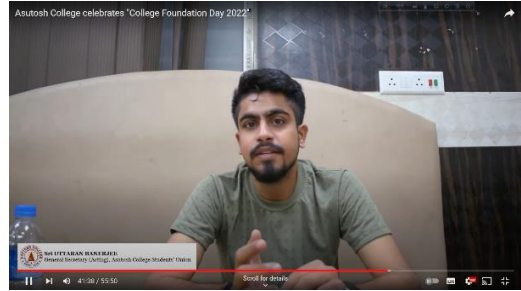 Asutosh College celebrates "College Foundation Day 2022"
Sri UTTARAN BANERJEE
General Secretary (Acting), Asutosh College Students' Union
41:38 / 55:50
Scroll for details